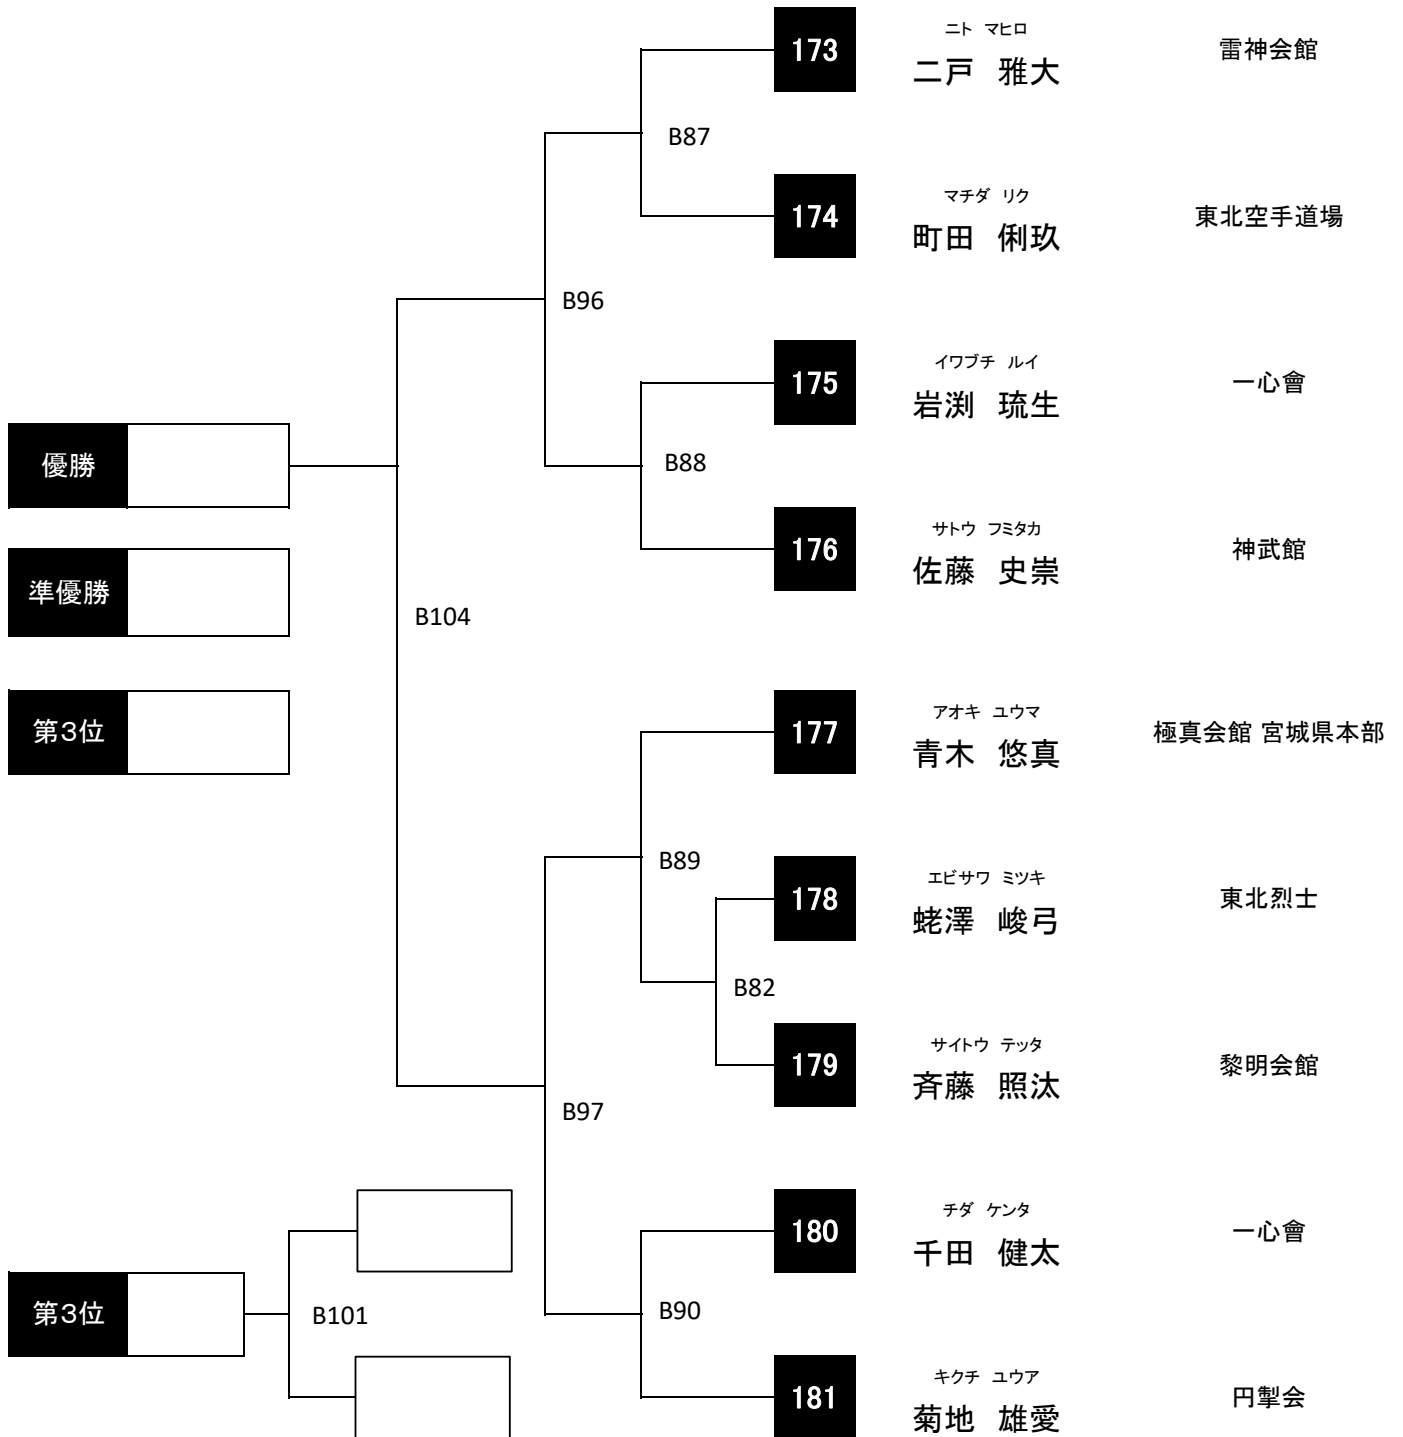 173
ニト マヒロ
二戸 雅大
雷神会館
B87
174
マチダ リク
町田 俐玖
東北空手道場
B96
175
イワブチ ルイ
岩渕 琉生
一心會
B88
優勝
176
サトウ フミタカ
佐藤 史崇
神武館
準優勝
B104
第3位
177
アオキ ユウマ
青木 悠真
極真会館 宮城県本部
B89
178
エビサワ ミツキ
蛯澤 峻弓
東北烈士
B82
179
サイトウ テッタ
斉藤 照汰
黎明会館
B97
180
チダ ケンタ
千田 健太
一心會
第3位
B101
B90
181
キクチ ユウア
菊地 雄愛
円掣会